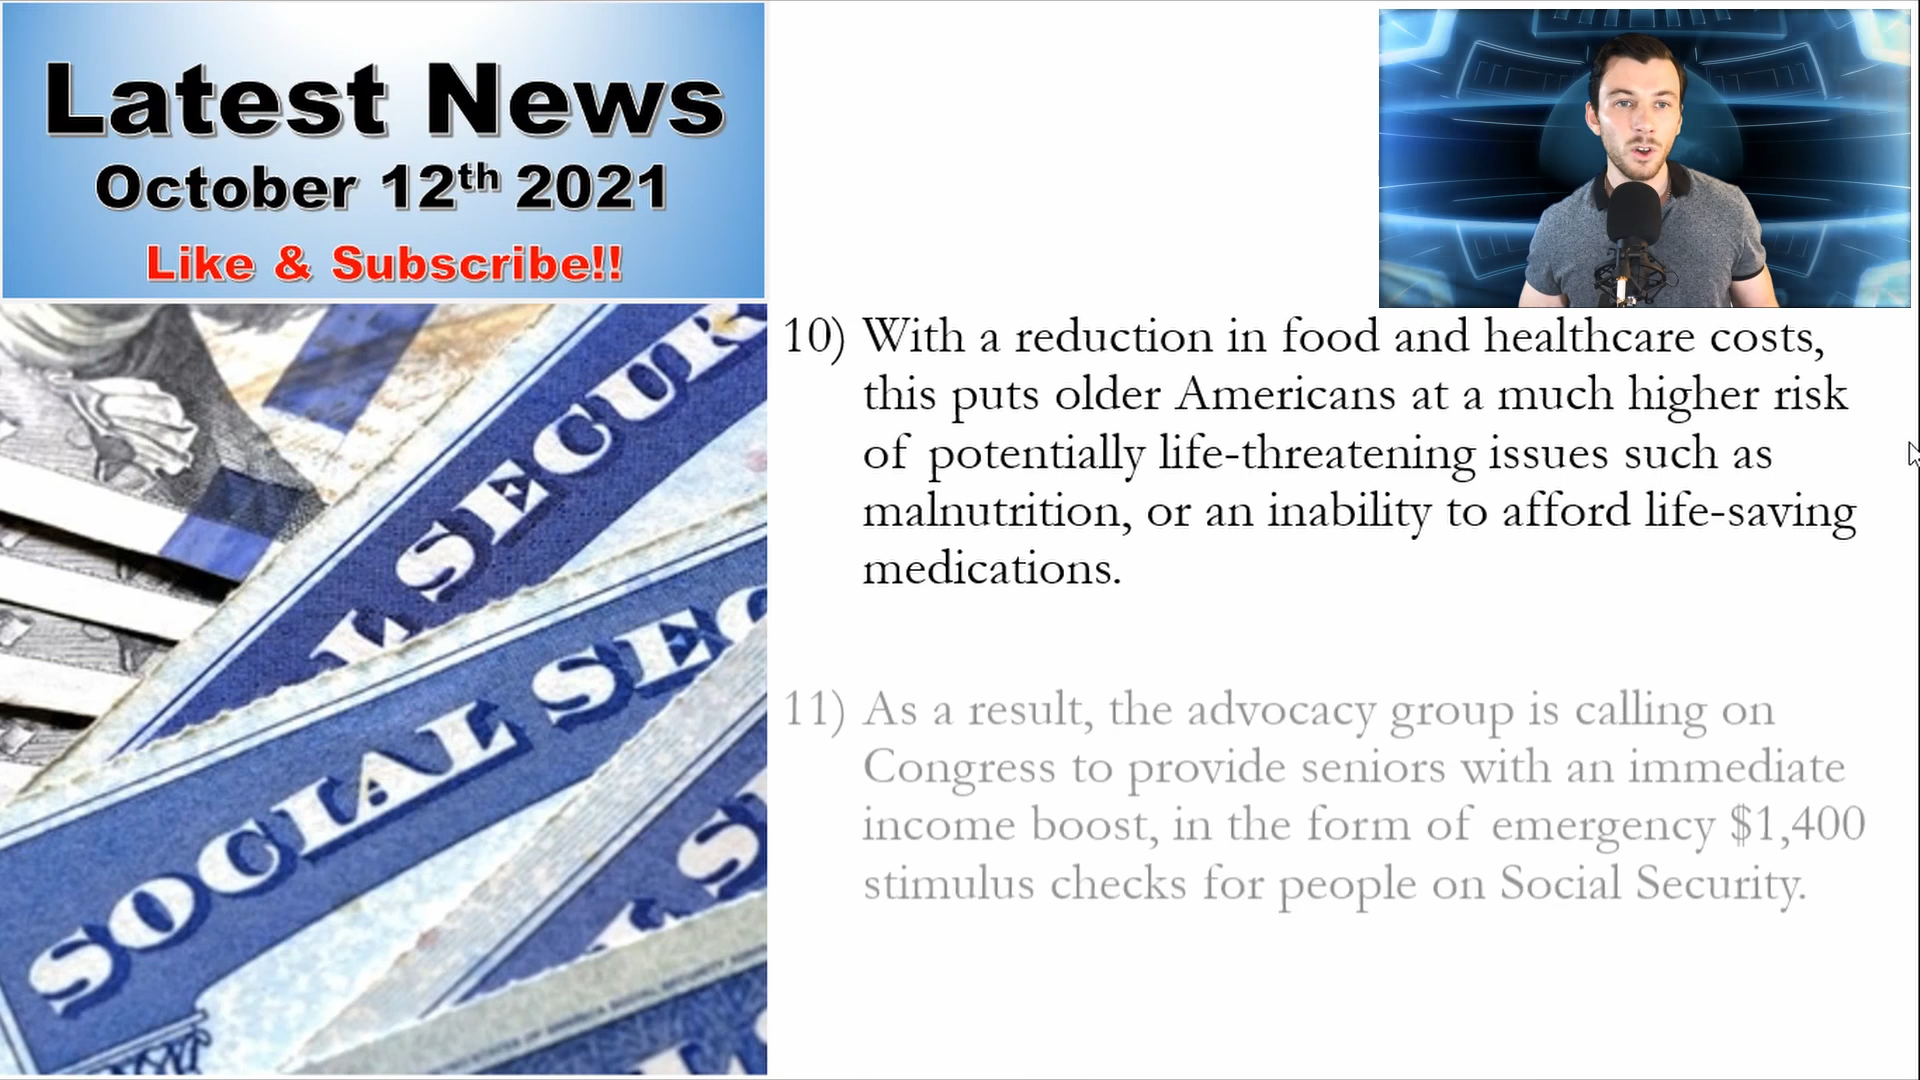 Latest News
October 12th 2021
Like & Subscribe!!
L SECUR
SOCIAL SEC
10) With a reduction in food and healthcare costs,
this puts older Americans at a much higher risk
of potentially life-threatening issues such as
malnutrition, or an inability to afford life-saving
medications.
11) As a result, the advocacy group is calling on
Congress to provide seniors with an immediate
income boost, in the form of emergency $1,400
stimulus checks for people on Social Security.